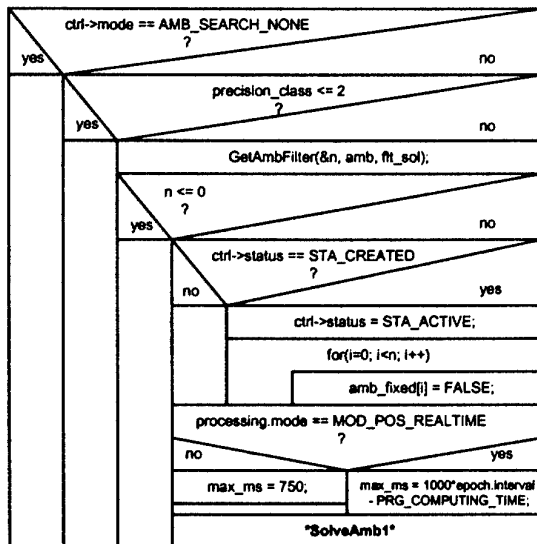 ctrl->mode == AMB_SEARCH_NONE
?
yes
no
precision_class <= 2
?
yes
no
GetAmbFilter(&n, amb, flt_sol);
n <= 0
?
yes
no
ctrl->status == STA_CREATED
?
no
yes
ctrl->status = STA_ACTIVE;
for(i=0; i<n; i++)
amb_fixed[i] = FALSE;
processing.mode == MOD_POS_REALTIME
?
no
yes
max_ms = 750;
max_ms = 1000*epoch.interval
- PRG_COMPUTING_TIME;
*SolveAmb1*